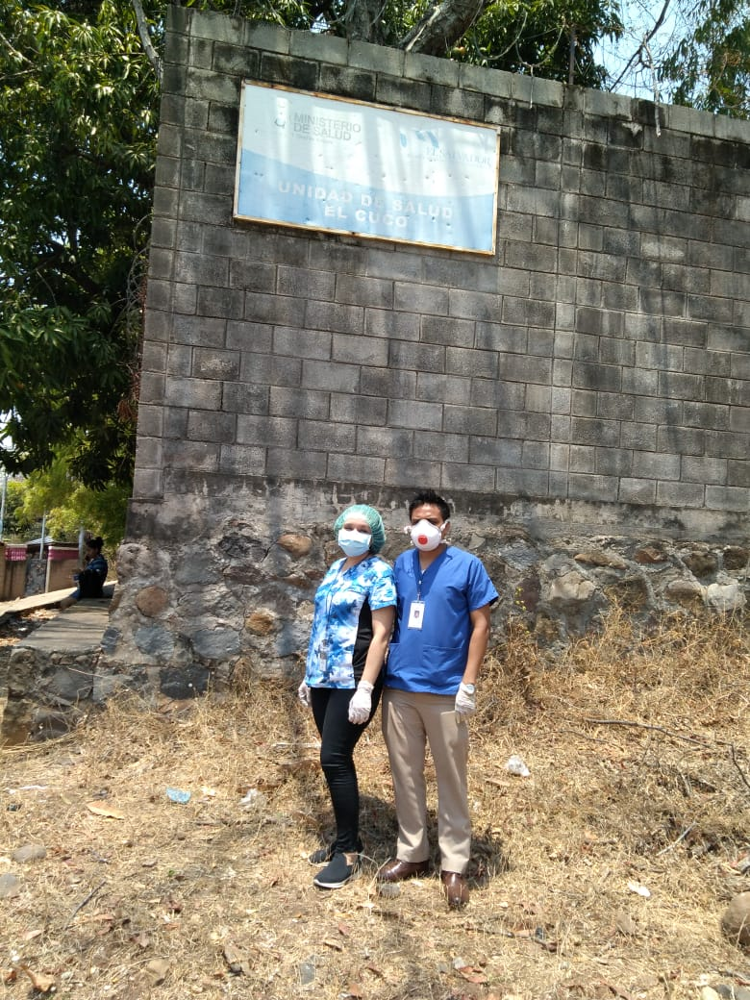 MINISTERIO
DE SALUD
EL SALVADOR
UNIDAD DE SALUD
EL CUCO